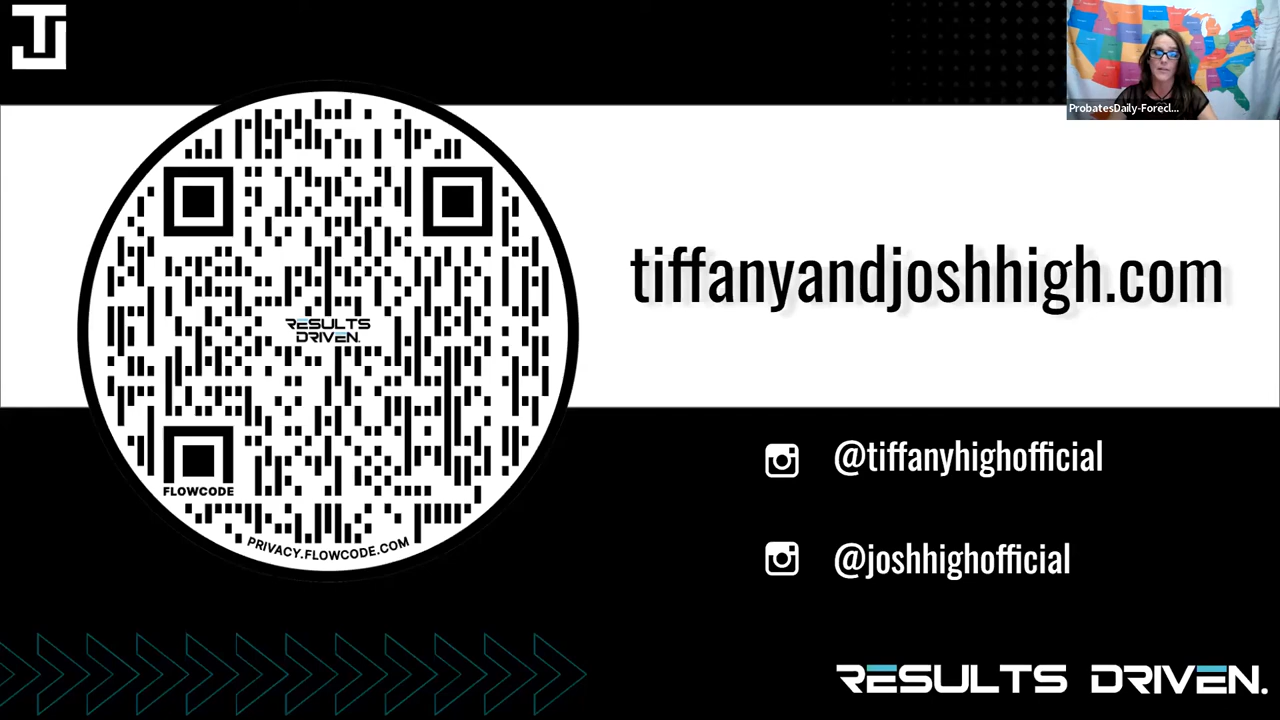 TJ
ProbatesDaily-Forecl...
RESULTS
DRIVEN.
FLOWCODE
PRIVACY.FLOWCODE.COM
tiffanyandjoshhigh.com
@tiffanyhighofficial
@joshhighofficial
RESULTS DRIVEN.